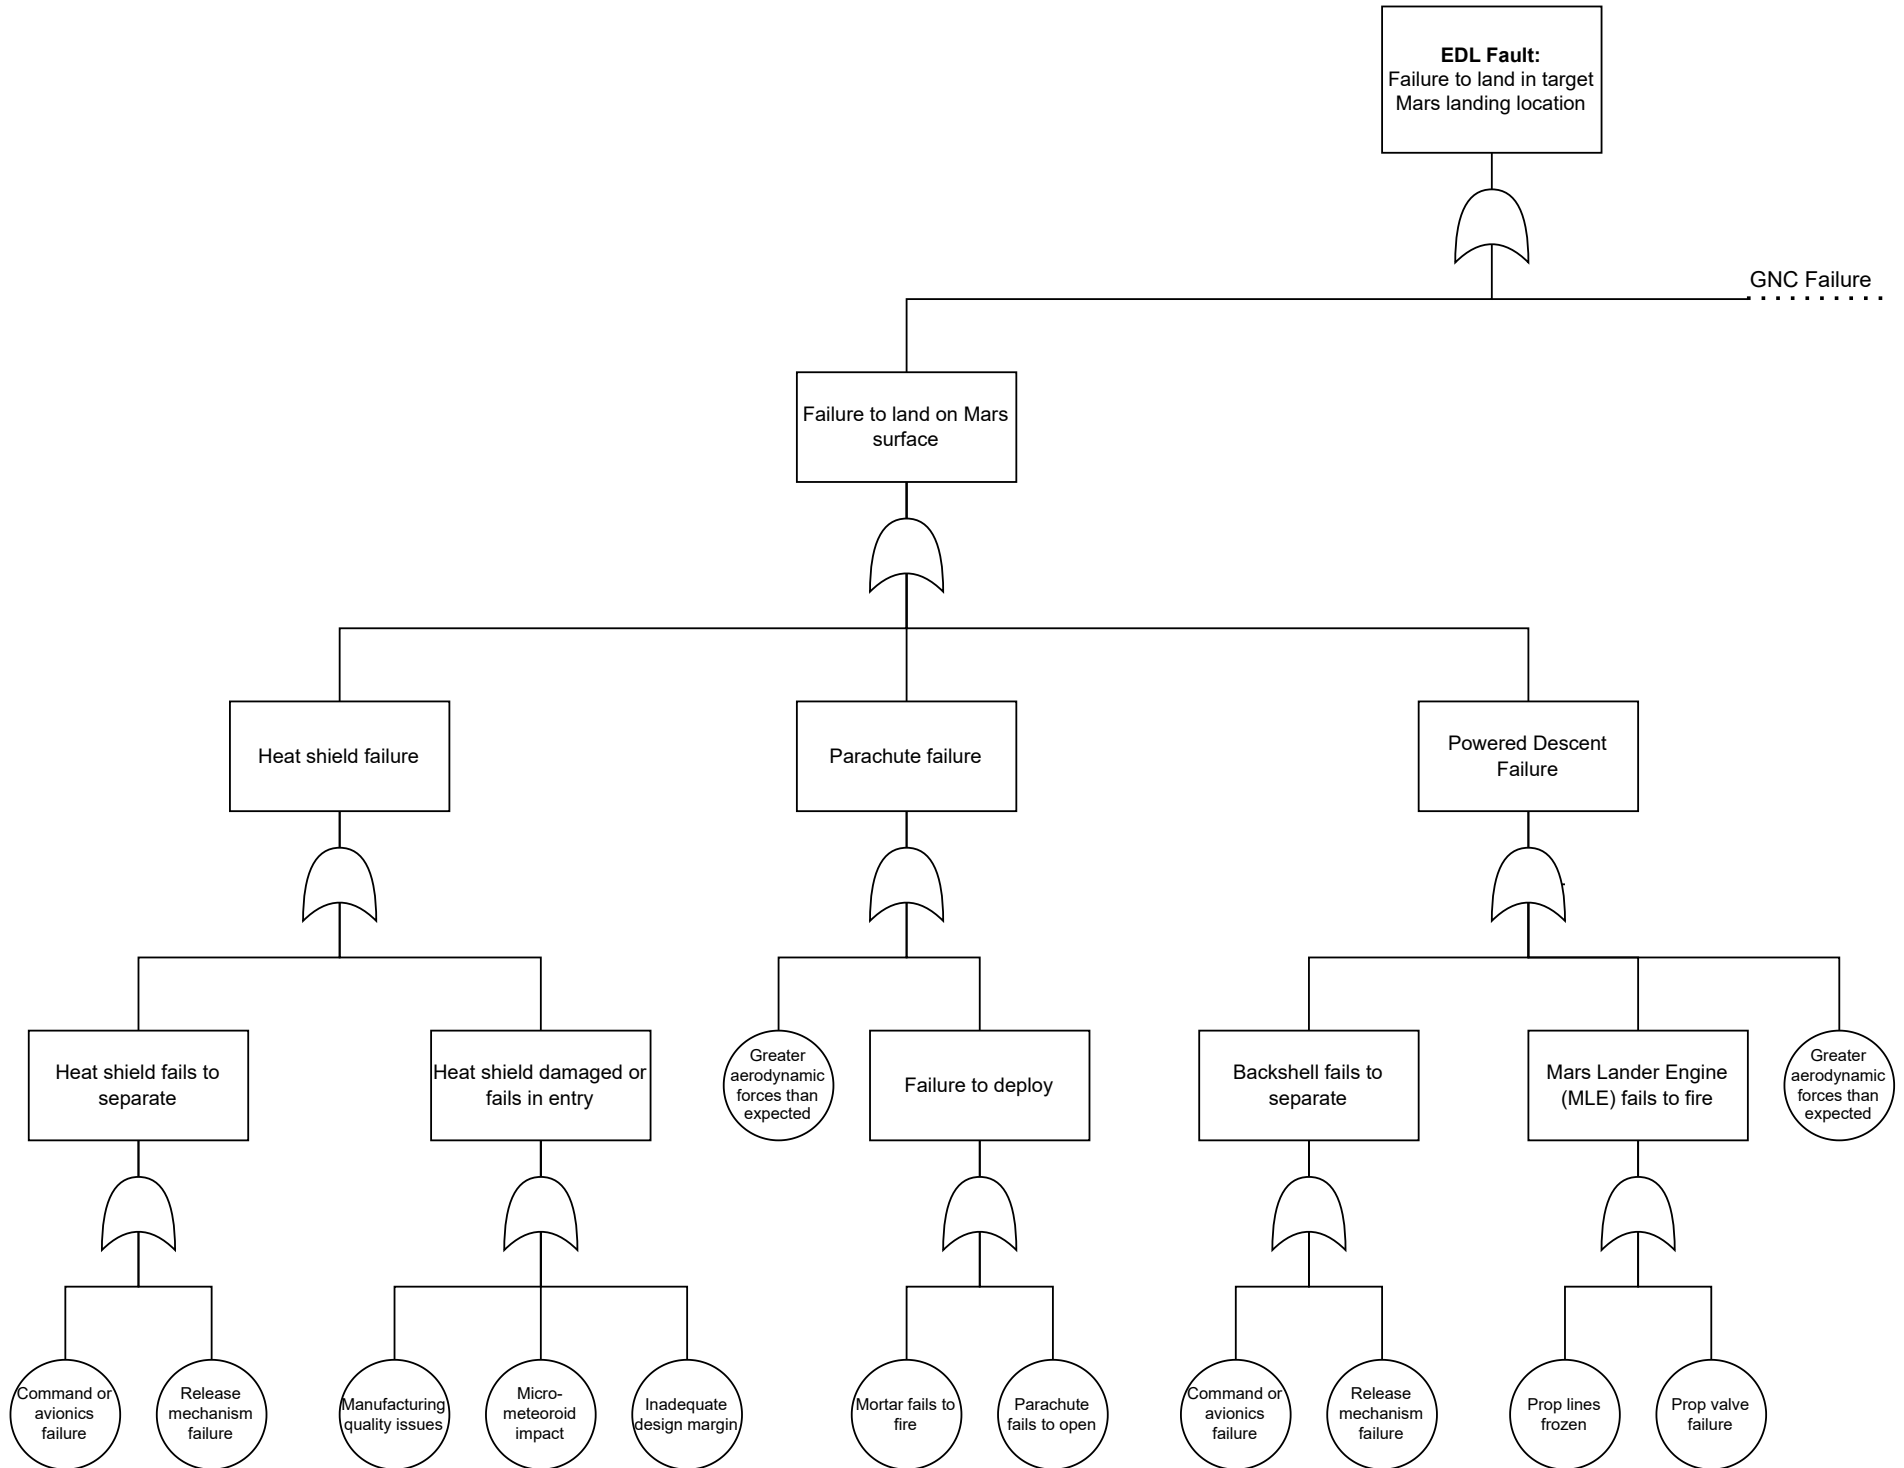 EDL Fault:
Failure to land in target
Mars landing location
GNC Failure
Failure to land on Mars
surface
Heat shield failure
Parachute failure
Powered Descent
Failure
Heat shield fails to
separate
Heat shield damaged or
fails in entry
Greater
aerodynamic
forces than
expected
Failure to deploy
Backshell fails to
separate
Mars Lander Engine
(MLE) fails to fire
Greater
aerodynamic
forces than
expected
Command or
avionics
failure
Release
mechanism
failure
Manufacturing
quality issues
Micro-
meteoroid
impact
Inadequate
design margin
Mortar fails to
fire
Parachute
fails to open
Command or
avionics
failure
Release
mechanism
failure
Prop lines
frozen
Prop valve
failure